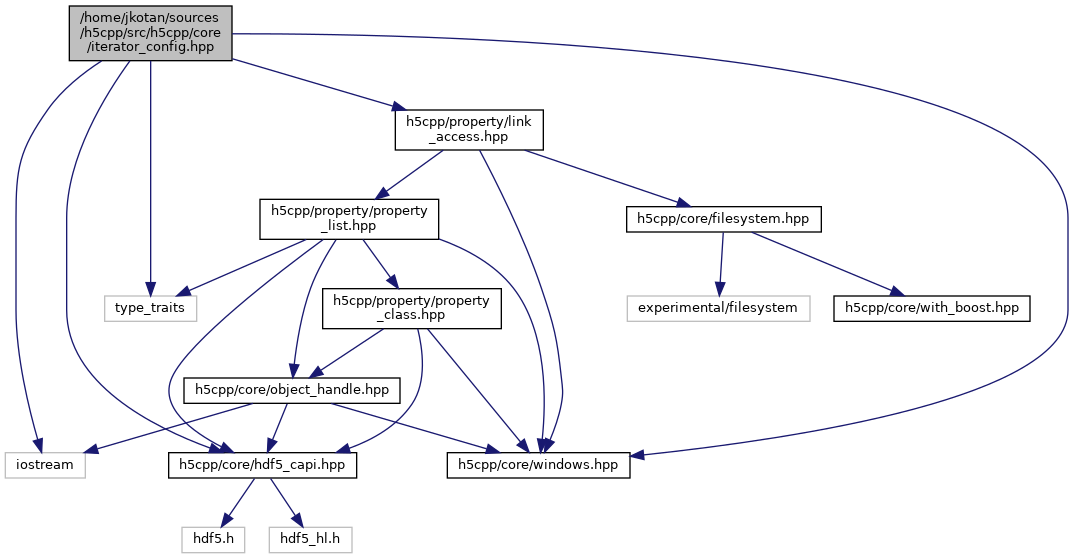 /home/jkotan/sources
/h5cpp/src/h5cpp/core
/iterator_config.hpp
h5cpp/property/link
_access.hpp
h5cpp/property/property
_list.hpp
h5cpp/core/filesystem.hpp
type_traits
h5cpp/property/property
_class.hpp
experimental/filesystem
h5cpp/core/with_boost.hpp
h5cpp/core/object_handle.hpp
iostream
h5cpp/core/hdf5_capi.hpp
h5cpp/core/windows.hpp
hdf5.h
hdf5_hl.h